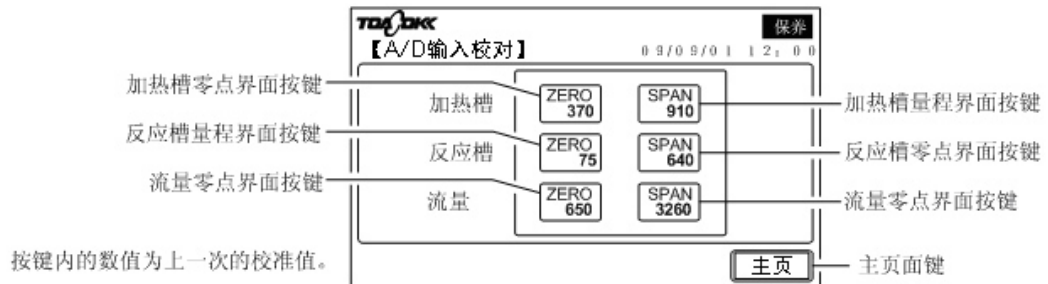 TOADKK
保养
【A/D输入校对】
09/09/01 12:00
加热槽零点界面按键
加热槽
ZERO
370
SPAN
910
加热槽量程界面按键
反应槽量程界面按键
反应槽
ZERO
75
SPAN
640
反应槽零点界面按键
流量零点界面按键
流量
ZERO
650
SPAN
3260
流量零点界面按键
按键内的数值为上一次的校准值。
主页
主页面键